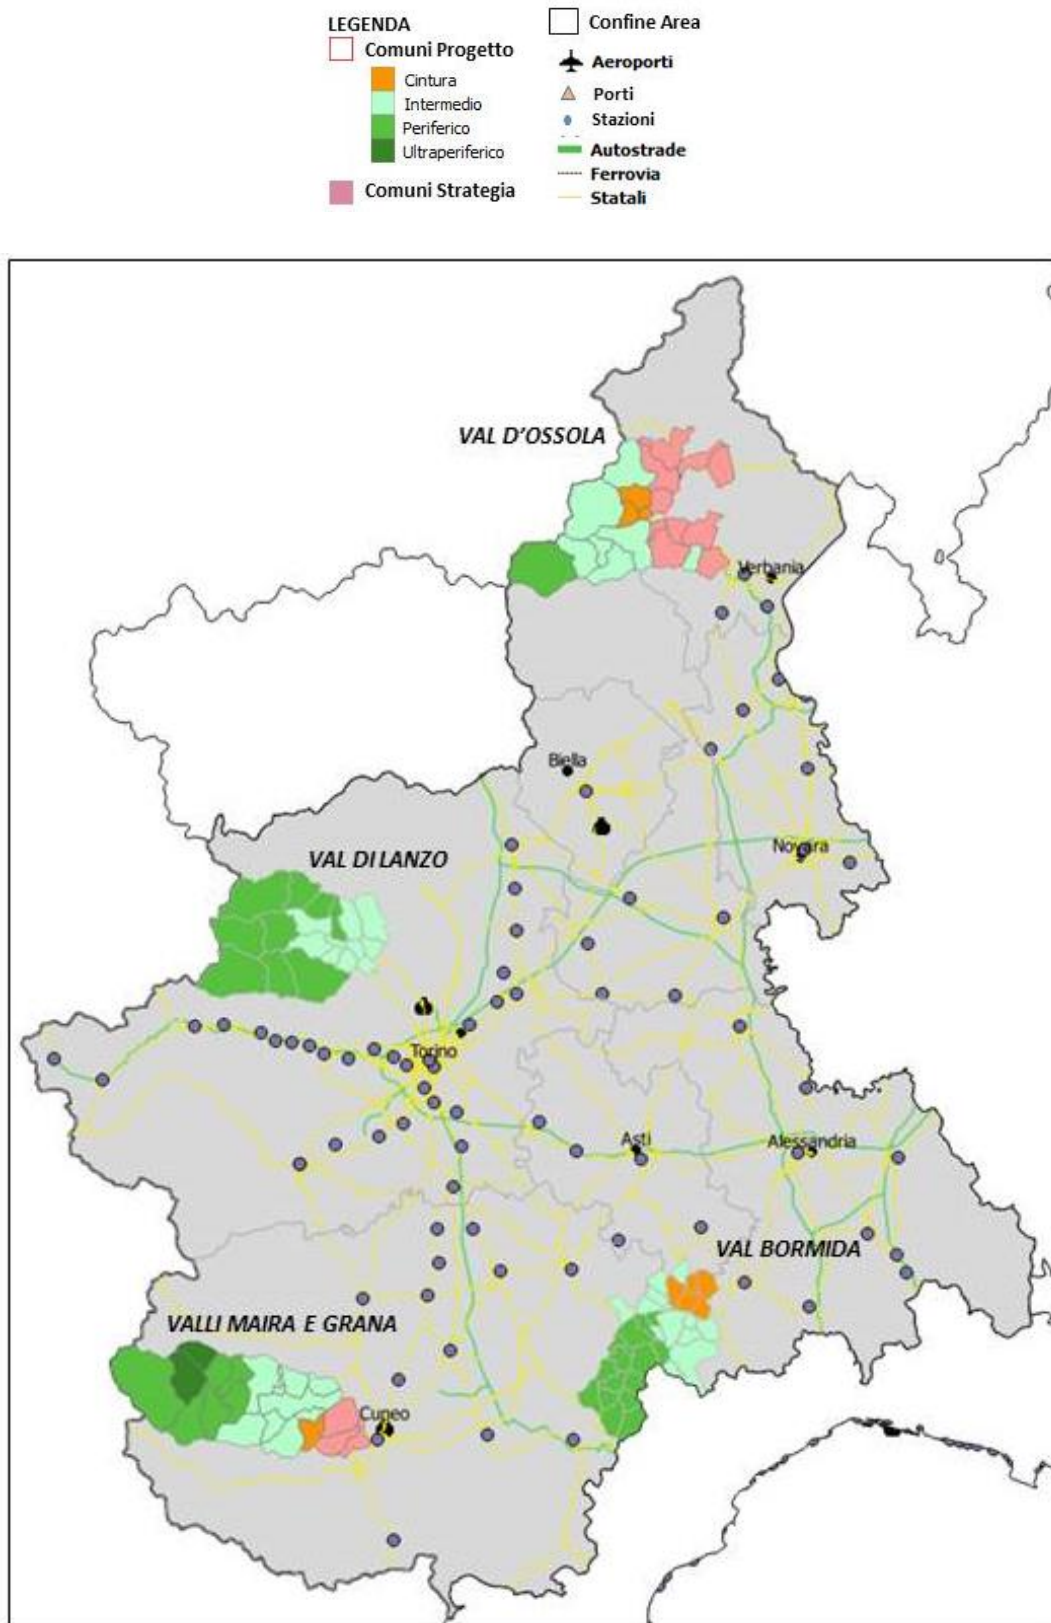 LEGENDA
Comuni Progetto
Cintura
Intermedio
Periferico
Ultraperiferico
Comuni Strategia
Confine Area
Aeroporti
Porti
Stazioni
Autostrade
Ferrovia
Statali
VAL D'OSSOLA
Verbania
Biella
Novara
VAL DI LANZO
Torino
Asti
Alessandria
VAL BORMIDA
VALLI MAIRA E GRANA
Cuneo